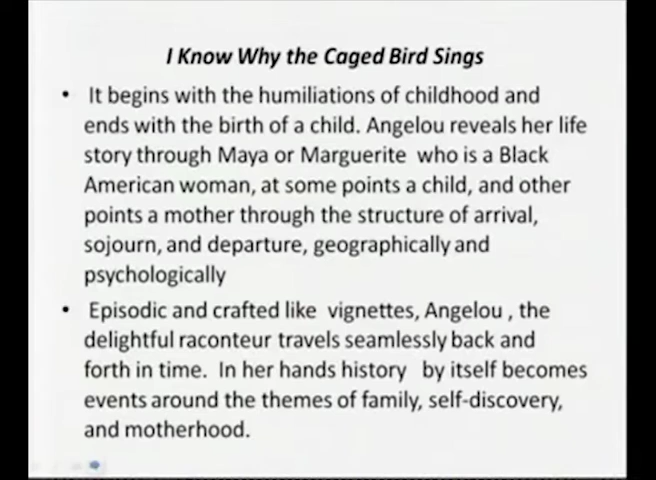 I Know Why the Caged Bird Sings
• It begins with the humiliations of childhood and
ends with the birth of a child. Angelou reveals her life
story through Maya or Marguerite who is a Black
American woman, at some points a child, and other
points a mother through the structure of arrival,
sojourn, and departure, geographically and
psychologically
• Episodic and crafted like vignettes, Angelou , the
delightful raconteur travels seamlessly back and
forth in time. In her hands history by itself becomes
events around the themes of family, self-discovery,
and motherhood.